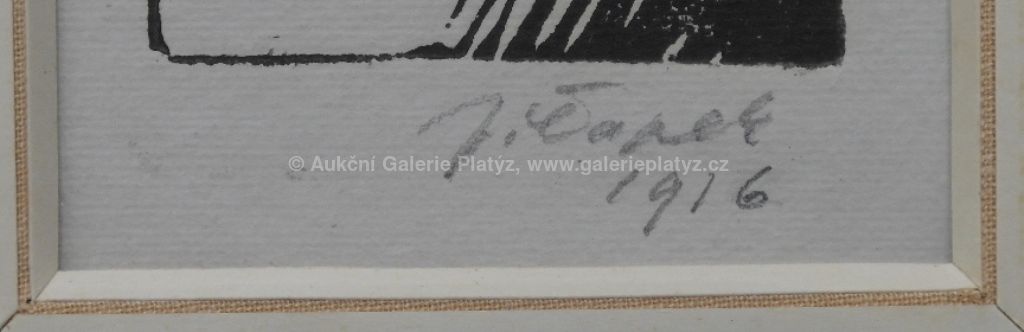 J. Čapek
© Aukční Galerie Platýz, www.galerieplatyz.cz
1916